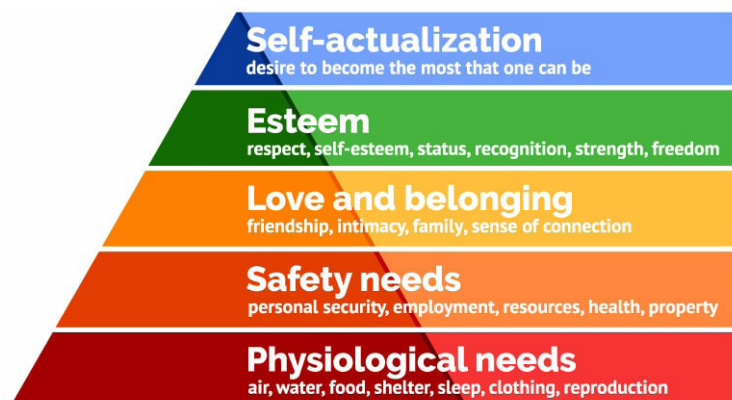 Self-actualization
desire to become the most that one can be
Esteem
respect, self-esteem, status, recognition, strength, freedom
Love and belonging
friendship, intimacy, family, sense of connection
Safety needs
personal security, employment, resources, health, property
Physiological needs
air, water, food, shelter, sleep, clothing, reproduction